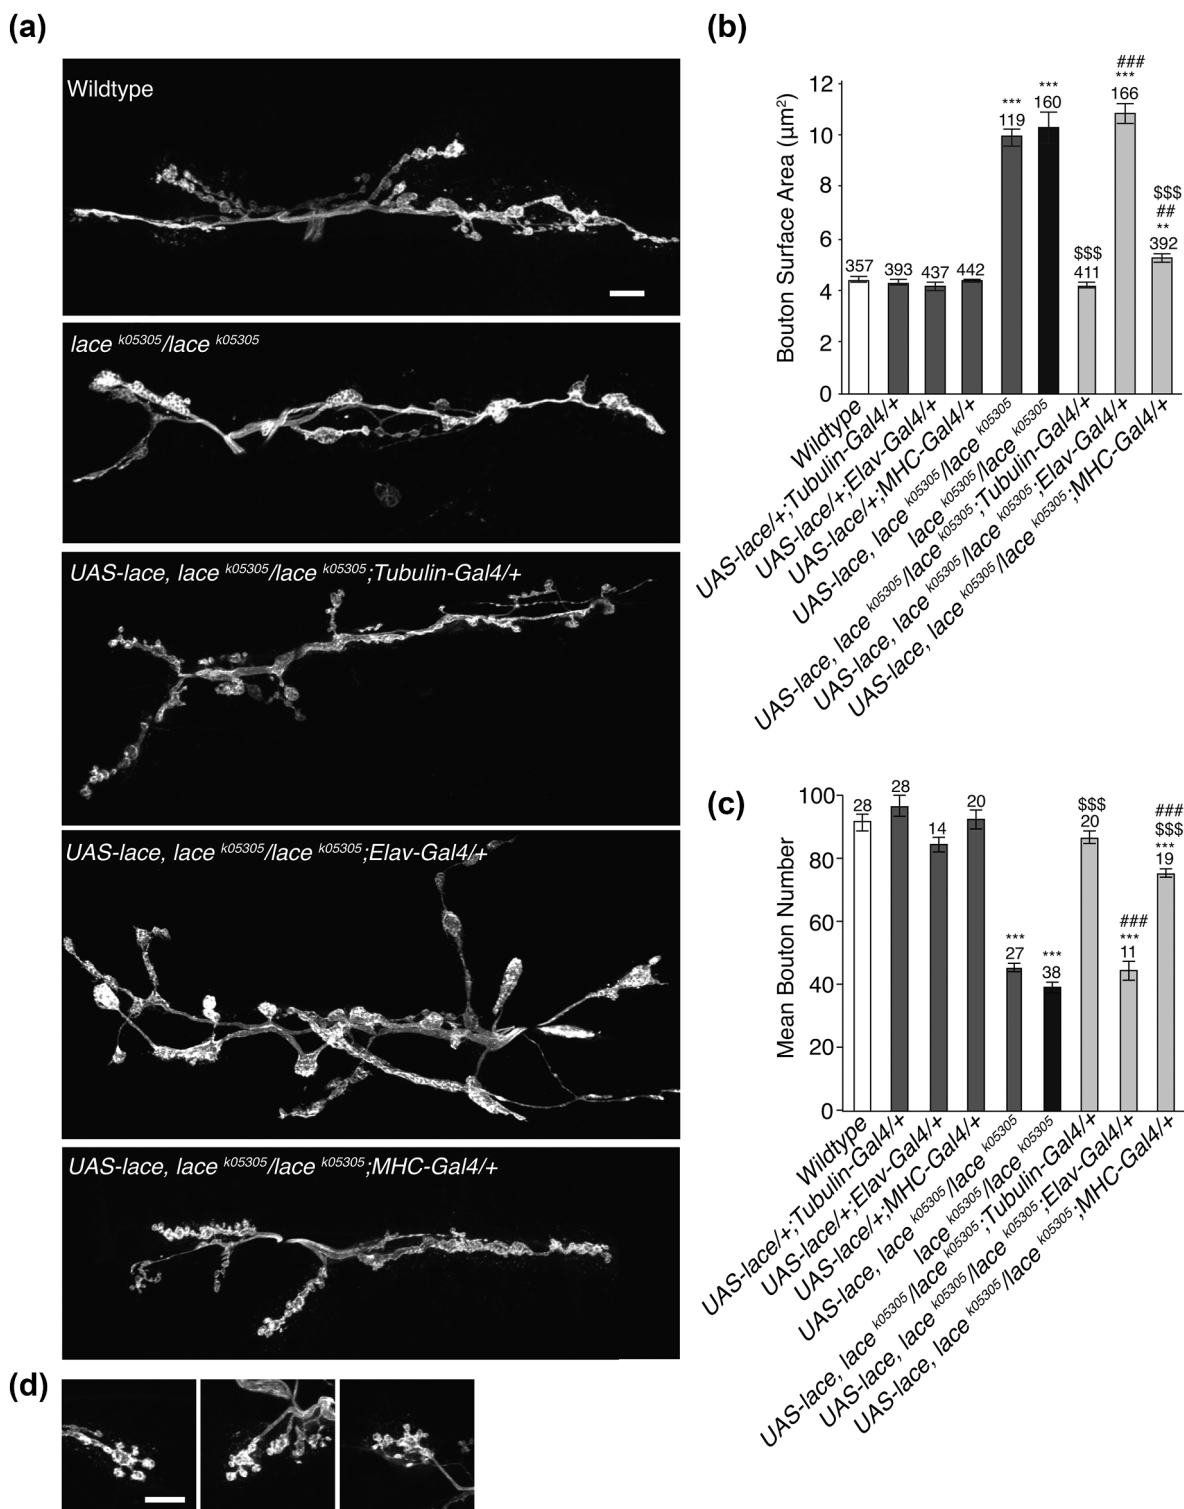 (a)
Wildtype
lace k05305/lace k05305
UAS-lace, lace k05305/lace k05305;Tubulin-Gal4/+
UAS-lace, lace k05305/lace k05305;Elav-Gal4/+
UAS-lace, lace k05305/lace k05305;MHC-Gal4/+
(d)
(b)
Bouton Surface Area (µm²)
12
10
8
6
4
2
0
357
393
437
442
***
119
***
160
$$$
411
###
***
166
$$$
##
**
392
Wildtype
UAS-lace/+;Tubulin-Gal4/+
UAS-lace/+;Elav-Gal4/+
UAS-lace/+;MHC-Gal4/+
UAS-lace, lace k05305/lace k05305
lace k05305/lace k05305
UAS-lace, lace k05305/lace k05305;Tubulin-Gal4/+
UAS-lace, lace k05305/lace k05305;Elav-Gal4/+
UAS-lace, lace k05305/lace k05305;MHC-Gal4/+
(c)
Mean Bouton Number
100
80
60
40
20
0
28
28
14
20
***
27
***
38
$$$
20
###
***
11
###
$$$
***
19
Wildtype
UAS-lace/+;Tubulin-Gal4/+
UAS-lace/+;Elav-Gal4/+
UAS-lace/+;MHC-Gal4/+
UAS-lace, lace k05305/lace k05305
lace k05305/lace k05305
UAS-lace, lace k05305/lace k05305;Tubulin-Gal4/+
UAS-lace, lace k05305/lace k05305;Elav-Gal4/+
UAS-lace, lace k05305/lace k05305;MHC-Gal4/+